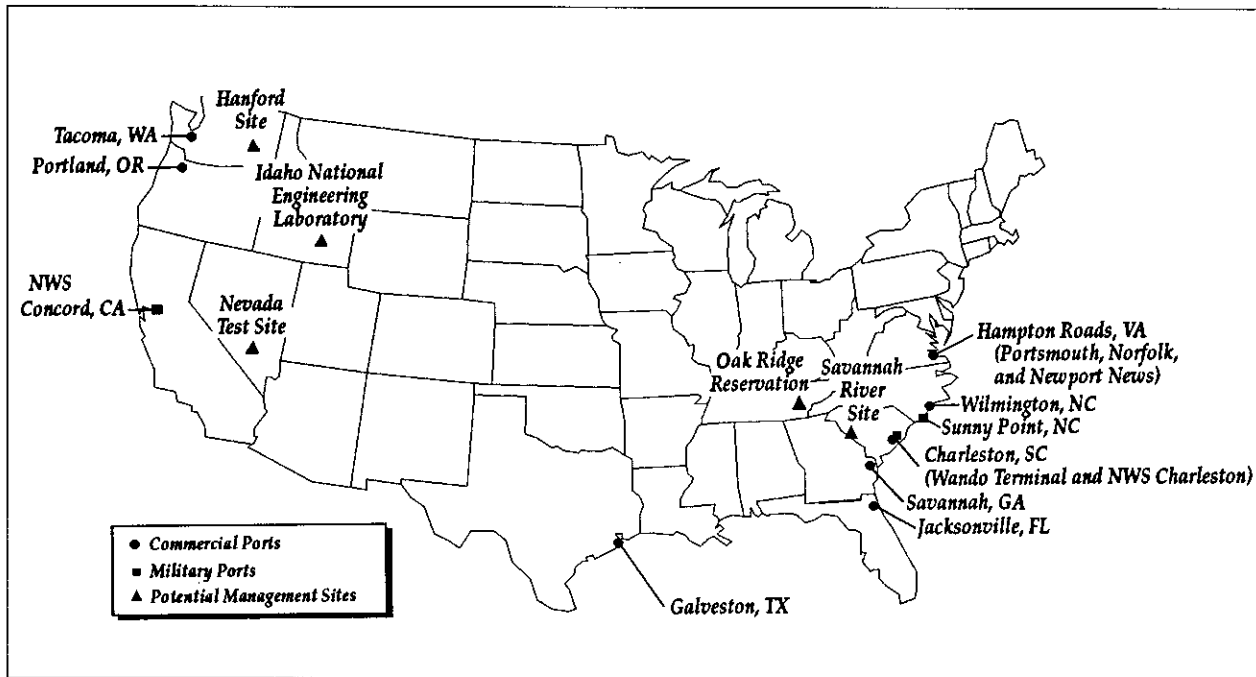 Hanford
Site
Tacoma, WA
Portland, OR
Idaho National
Engineering
Laboratory
NWS
Concord, CA
Nevada
Test Site
Oak Ridge
Reservation
Savannah
River
Site
Hampton Roads, VA
(Portsmouth, Norfolk,
and Newport News)
Wilmington, NC
Sunny Point, NC
Charleston, SC
(Wando Terminal and NWS Charleston)
Savannah, GA
Jacksonville, FL
Galveston, TX
Commercial Ports
Military Ports
Potential Management Sites